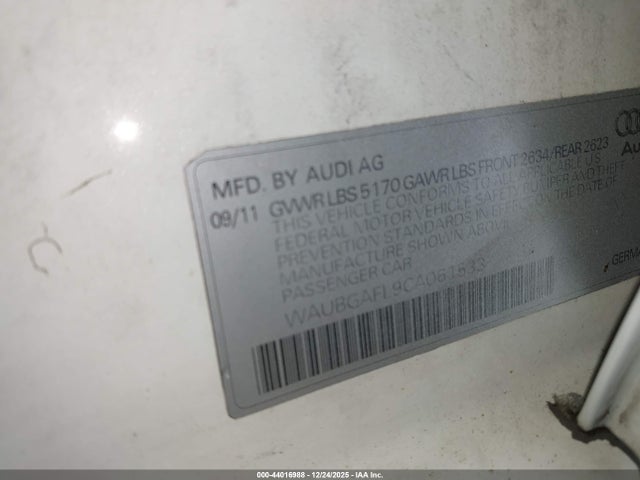 MFD. BY AUDI AG
09/11 GVWR LBS 5170 GAWR LBS FRONT 2634/REAR 2623
THIS VEHICLE CONFORMS TO ALL APPLICABLE U.S.
FEDERAL MOTOR VEHICLE SAFETY BUMPER AND THEFT
PREVENTION STANDARDS IN EFFECT ON THE DATE OF
MANUFACTURE SHOWN ABOVE
PASSENGER CAR
000-44016988 | 12/24/2025 | IAA Inc.